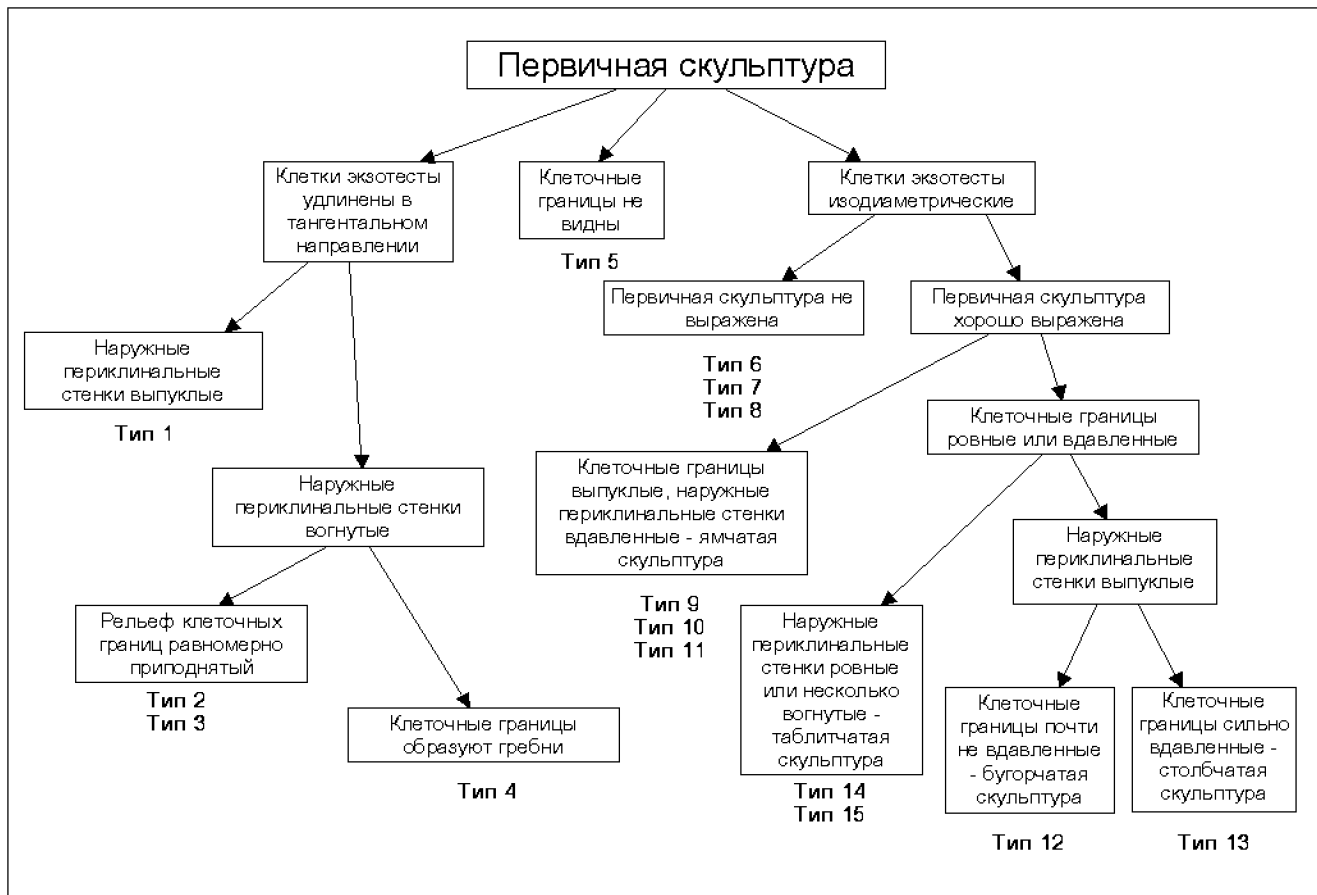 Первичная скульптура
Клетки экзотесты
удлинены в
тангентальном
направлении
Клеточные
границы не
видны
Тип 5
Клетки экзотесты
изодиаметрические
Первичная скульптура не
выражена
Тип 6
Тип 7
Тип 8
Первичная скульптура
хорошо выражена
Наружные
периклинальные
стенки выпуклые
Тип 1
Клеточные границы
ровные или вдавленные
Наружные
периклинальные стенки
вогнутые
Клеточные границы
выпуклые, наружные
периклинальные стенки
вдавленные - ямчатая
скульптура
Тип 9
Тип 10
Тип 11
Наружные
периклинальные
стенки выпуклые
Рельеф клеточных
границ равномерно
приподнятый
Тип 2
Тип 3
Клеточные границы
образуют гребни
Тип 4
Наружные
периклинальные
стенки ровные
или несколько
вогнутые -
таблитчатая
скульптура
Тип 14
Тип 15
Клеточные
границы почти
не вдавленные
- бугорчатая
скульптура
Тип 12
Клеточные
границы сильно
вдавленные -
столбчатая
скульптура
Тип 13